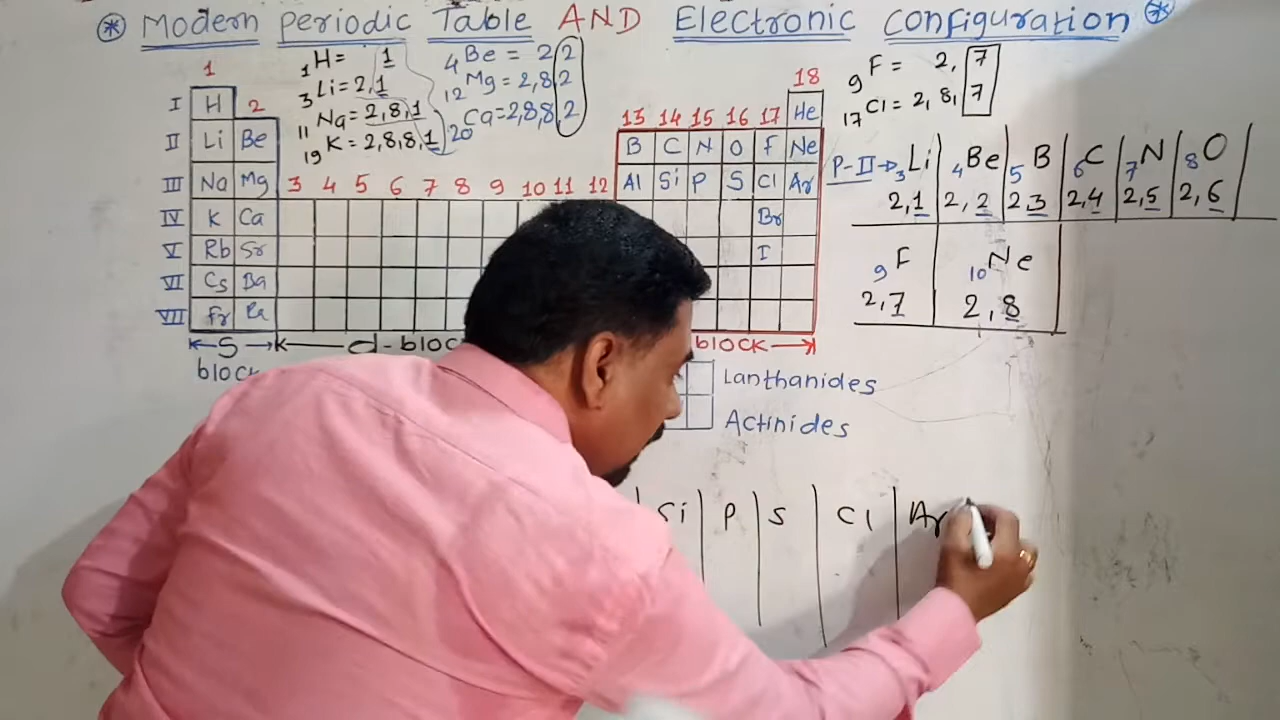 ⊛ Modern periodic Table AND Electronic configuration ⊛
1
I H 2
II Li Be
III Na Mg 3 4 5 6 7 8 9 10 11 12
IV K Ca
V Rb Sr
VI Cs Ba
VII Fr Ra
1H = 1
3Li = 2,1
11Na = 2,8,1
19K = 2,8,8,1
4Be = 2 2
12Mg = 2,8 2
20Ca = 2,8,8 2
18
13 14 15 16 17 He
B C N O F Ne
Al Si P S Cl Ar
Br
I
9F = 2, 7
17Cl = 2, 8, 7
P-II→ 3Li 4Be 5B 6C 7N 8O
2,1 2,2 2,3 2,4 2,5 2,6
9F 10Ne
2,7 2,8
←S→ ←d-bloc block→
block
Lanthanides
Actinides
Si P S Cl Ar